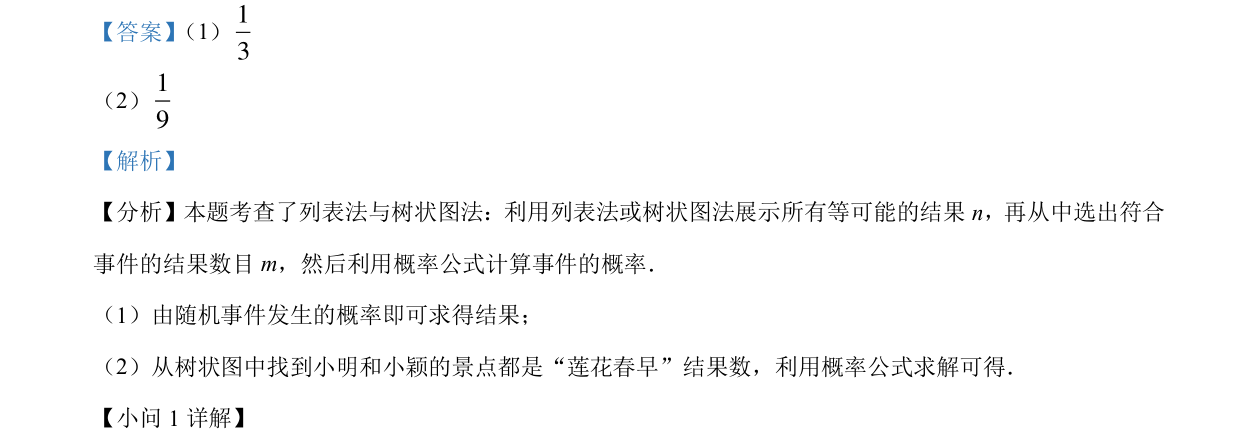 【答案】（1）1/3
（2）1/9
【解析】
【分析】本题考查了列表法与树状图法：利用列表法或树状图法展示所有等可能的结果 n，再从中选出符合
事件的结果数目 m，然后利用概率公式计算事件的概率．
（1）由随机事件发生的概率即可求得结果；
（2）从树状图中找到小明和小颖的景点都是“莲花春早”结果数，利用概率公式求解可得．
【小问 1 详解】